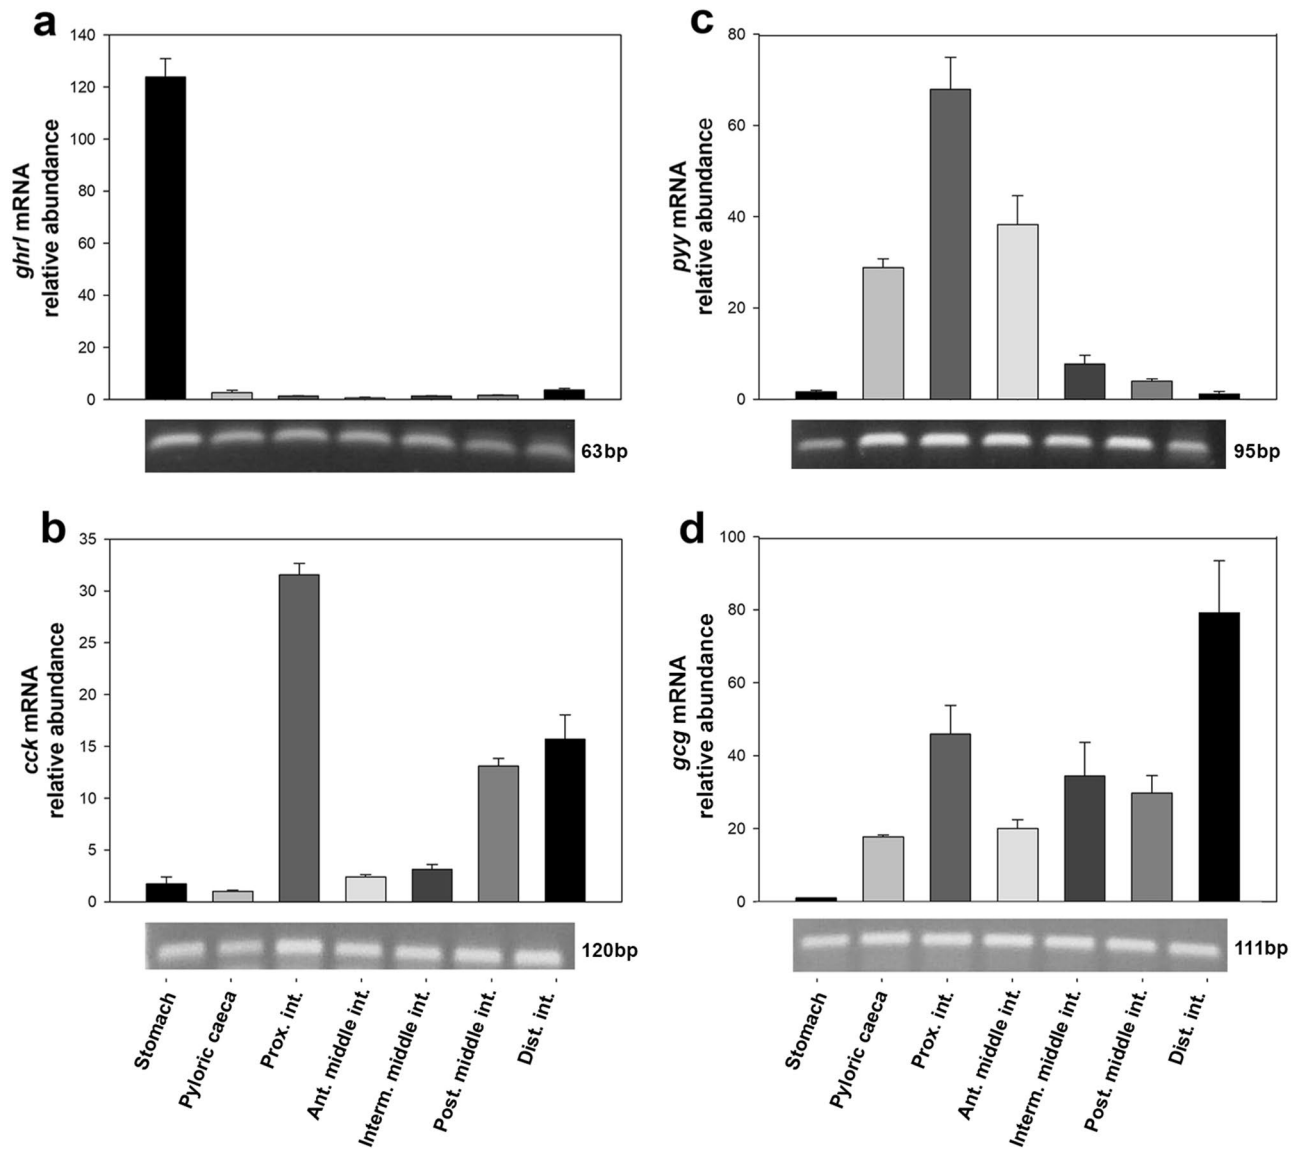 a
140
120
100
80
60
40
20
0
ghrl mRNA
relative abundance
63bp
c
80
60
40
20
0
pyy mRNA
relative abundance
95bp
b
35
30
25
20
15
10
5
0
cck mRNA
relative abundance
120bp
Stomach
Pyloric caeca
Prox. int.
Ant. middle int.
Interm. middle int.
Post. middle int.
Dist. int.
d
100
80
60
40
20
0
gcg mRNA
relative abundance
111bp
Stomach
Pyloric caeca
Prox. int.
Ant. middle int.
Interm. middle int.
Post. middle int.
Dist. int.